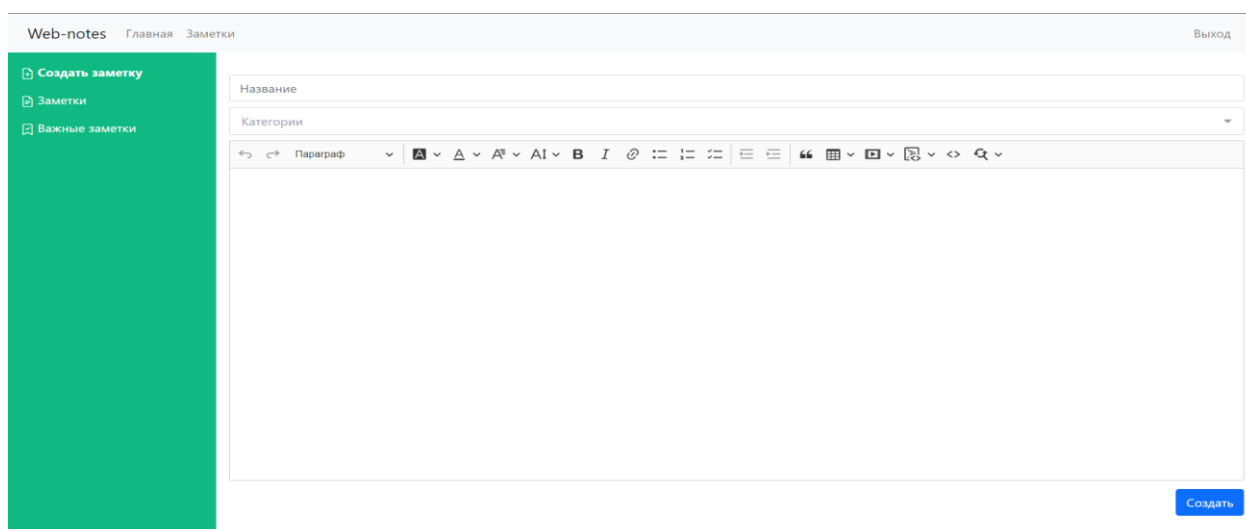 Web-notes Главная Заметки Выход
Создать заметку
Заметки
Важные заметки
Название
Категории
Параграф
Создать